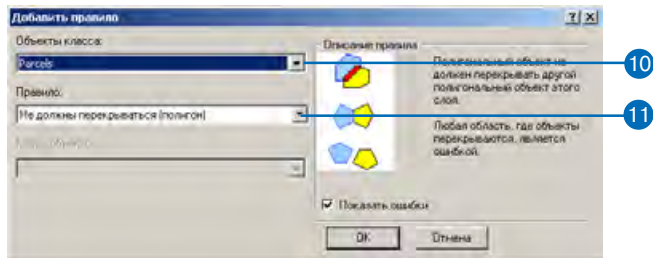 Добавить правило
Объекты класса:
Parcels
Правило:
Не должны перекрываться (полигон)
Описание правила
Полигональный объект не
должен перекрывать другой
полигональный объект этого
слоя.
Любая область, где объекты
перекрываются, является
ошибкой.
Показать ошибки
OK
Отмена
10
11